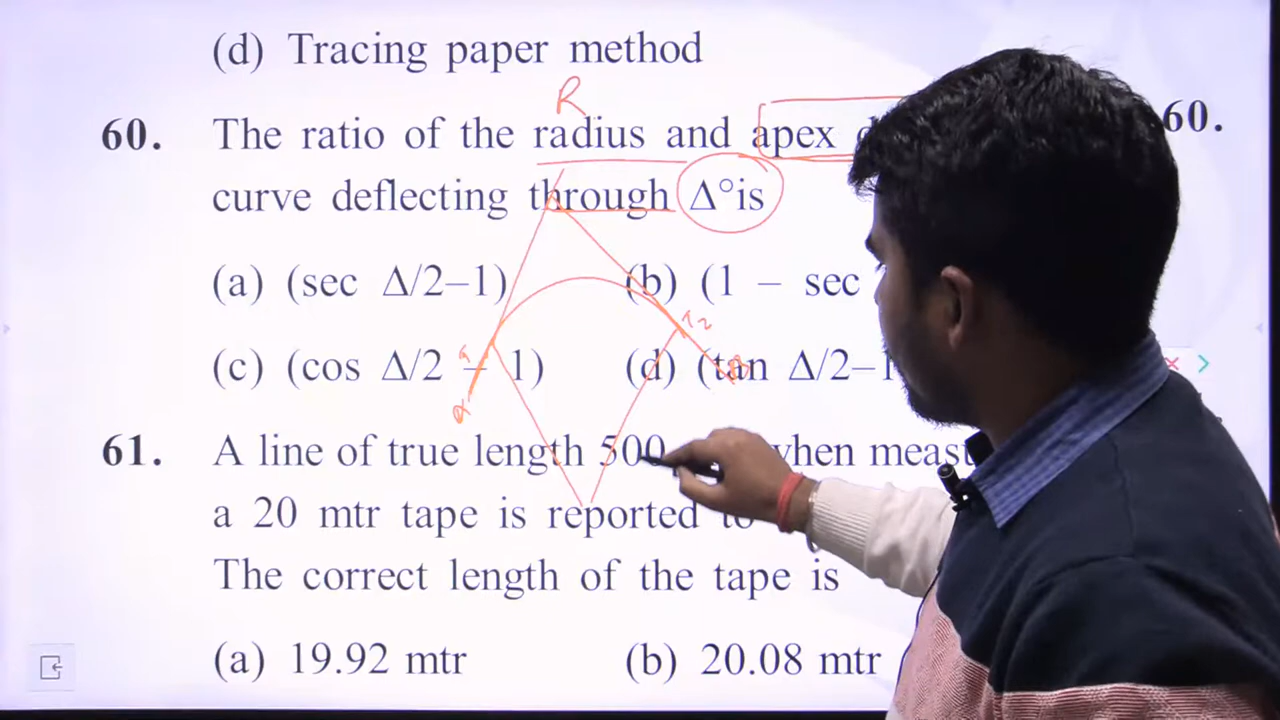 (d) Tracing paper method
R
60. The ratio of the radius and apex 60.
curve deflecting through Δ°is
(a) (sec Δ/2–1) (b) (1 – sec
(c) (cos Δ/2 – 1) (d) (tan Δ/2–1
T2
61. A line of true length 500 when
a 20 mtr tape is reported to
The correct length of the tape is
(a) 19.92 mtr (b) 20.08 mtr